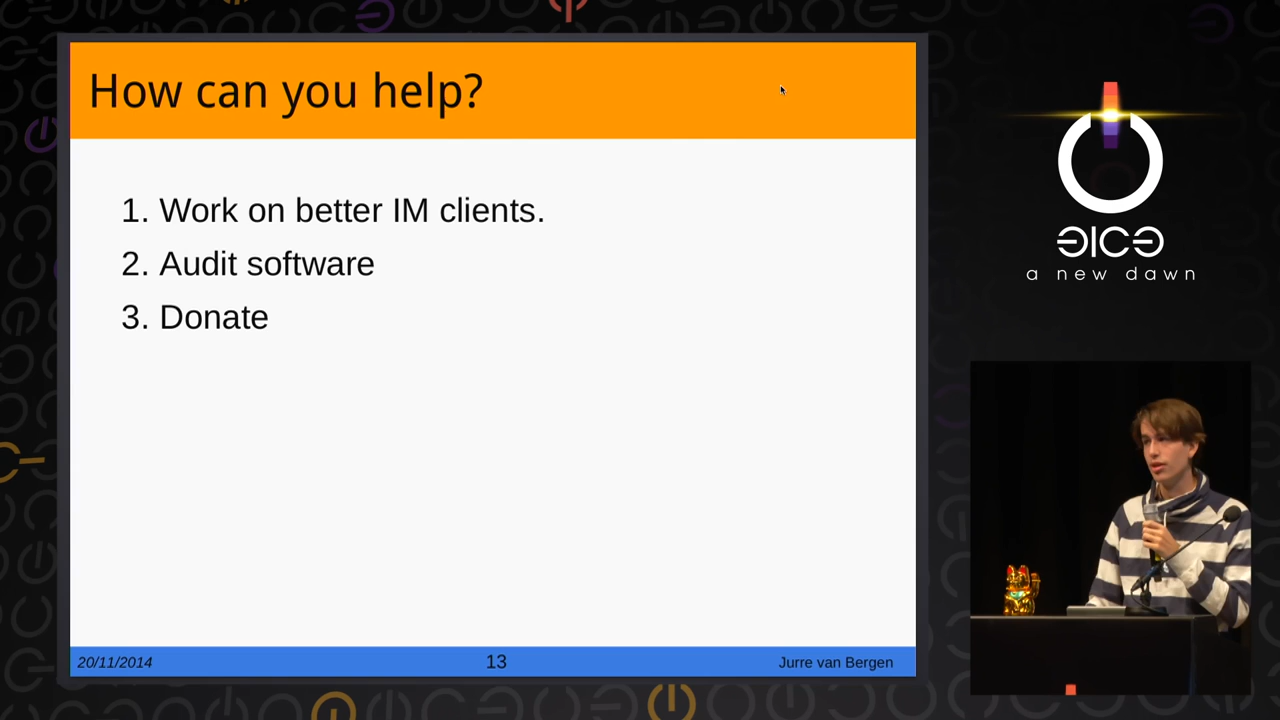 How can you help?
1. Work on better IM clients.
2. Audit software
3. Donate
20/11/2014
13
Jurre van Bergen
a new dawn